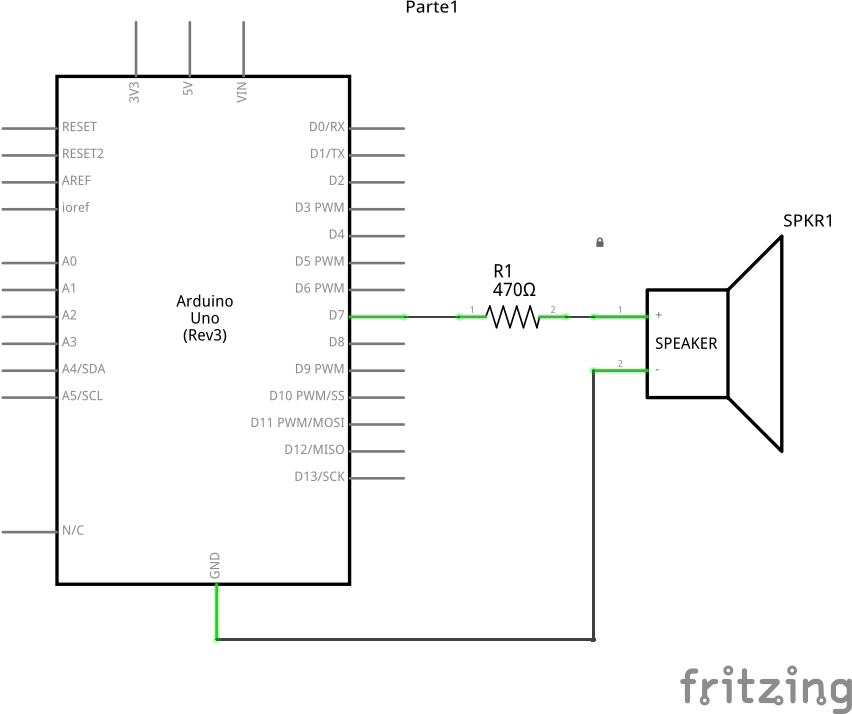 Parte1
3V3
5V
VIN
RESET
RESET2
AREF
ioref
A0
A1
A2
A3
A4/SDA
A5/SCL
N/C
Arduino
Uno
(Rev3)
D0/RX
D1/TX
D2
D3 PWM
D4
D5 PWM
D6 PWM
D7
D8
D9 PWM
D10 PWM/SS
D11 PWM/MOSI
D12/MISO
D13/SCK
GND
R1
470Ω
1
2
SPKR1
1
+
SPEAKER
2
-
fritzing